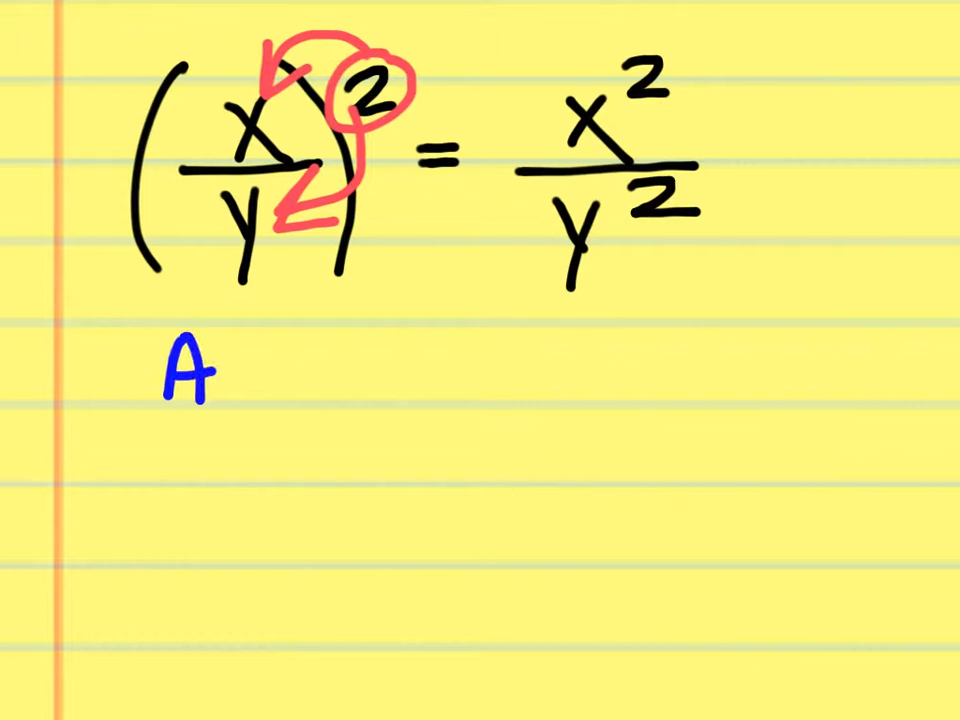 (x/y)² = x²/y²
A